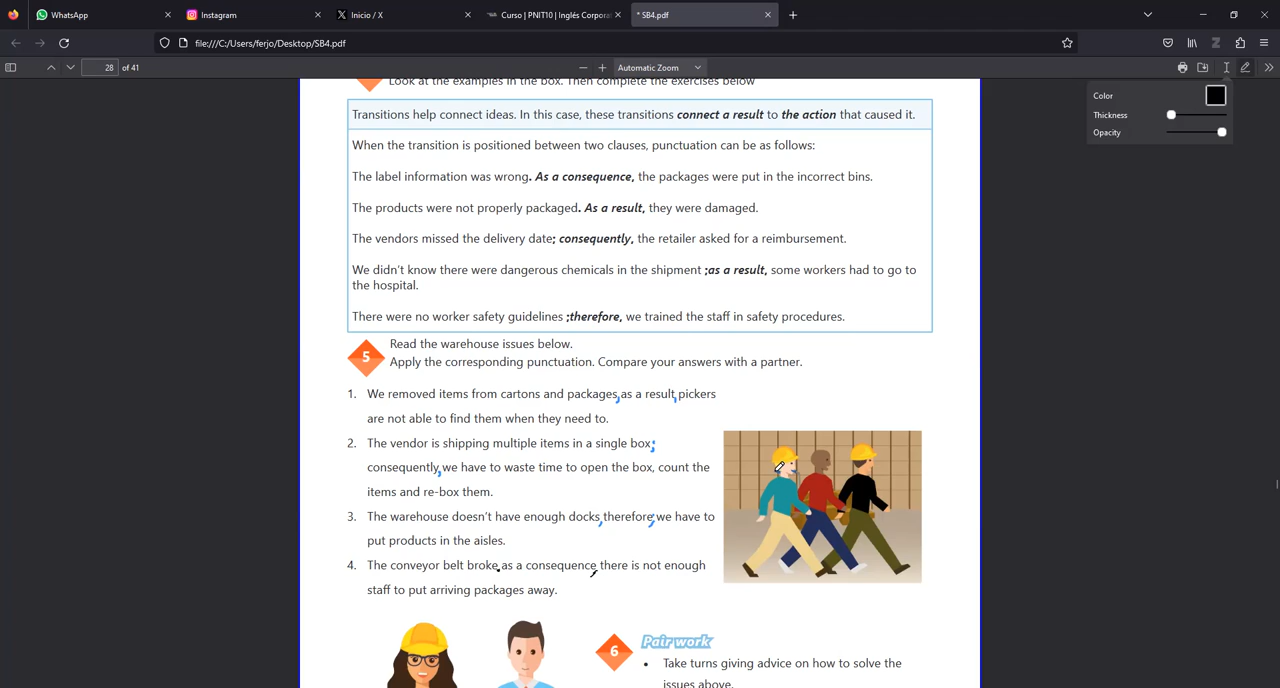 WhatsApp
Instagram
Inicio / X
Curso | PNIT10 | Inglés Corpora
* SB4.pdf
file:///C:/Users/ferjo/Desktop/SB4.pdf
28 of 41
Automatic Zoom
Color
Thickness
Opacity
Look at the examples in the box. Then complete the exercises below
Transitions help connect ideas. In this case, these transitions connect a result to the action that caused it.
When the transition is positioned between two clauses, punctuation can be as follows:
The label information was wrong. As a consequence, the packages were put in the incorrect bins.
The products were not properly packaged. As a result, they were damaged.
The vendors missed the delivery date; consequently, the retailer asked for a reimbursement.
We didn't know there were dangerous chemicals in the shipment ;as a result, some workers had to go to
the hospital.
There were no worker safety guidelines ;therefore, we trained the staff in safety procedures.
5
Read the warehouse issues below.
Apply the corresponding punctuation. Compare your answers with a partner.
1. We removed items from cartons and packages,as a result,pickers
are not able to find them when they need to.
2. The vendor is shipping multiple items in a single box;
consequently,we have to waste time to open the box, count the
items and re-box them.
3. The warehouse doesn't have enough docks,therefore;we have to
put products in the aisles.
4. The conveyor belt broke.as a consequence,there is not enough
staff to put arriving packages away.
6
Pair work
• Take turns giving advice on how to solve the
issues above.